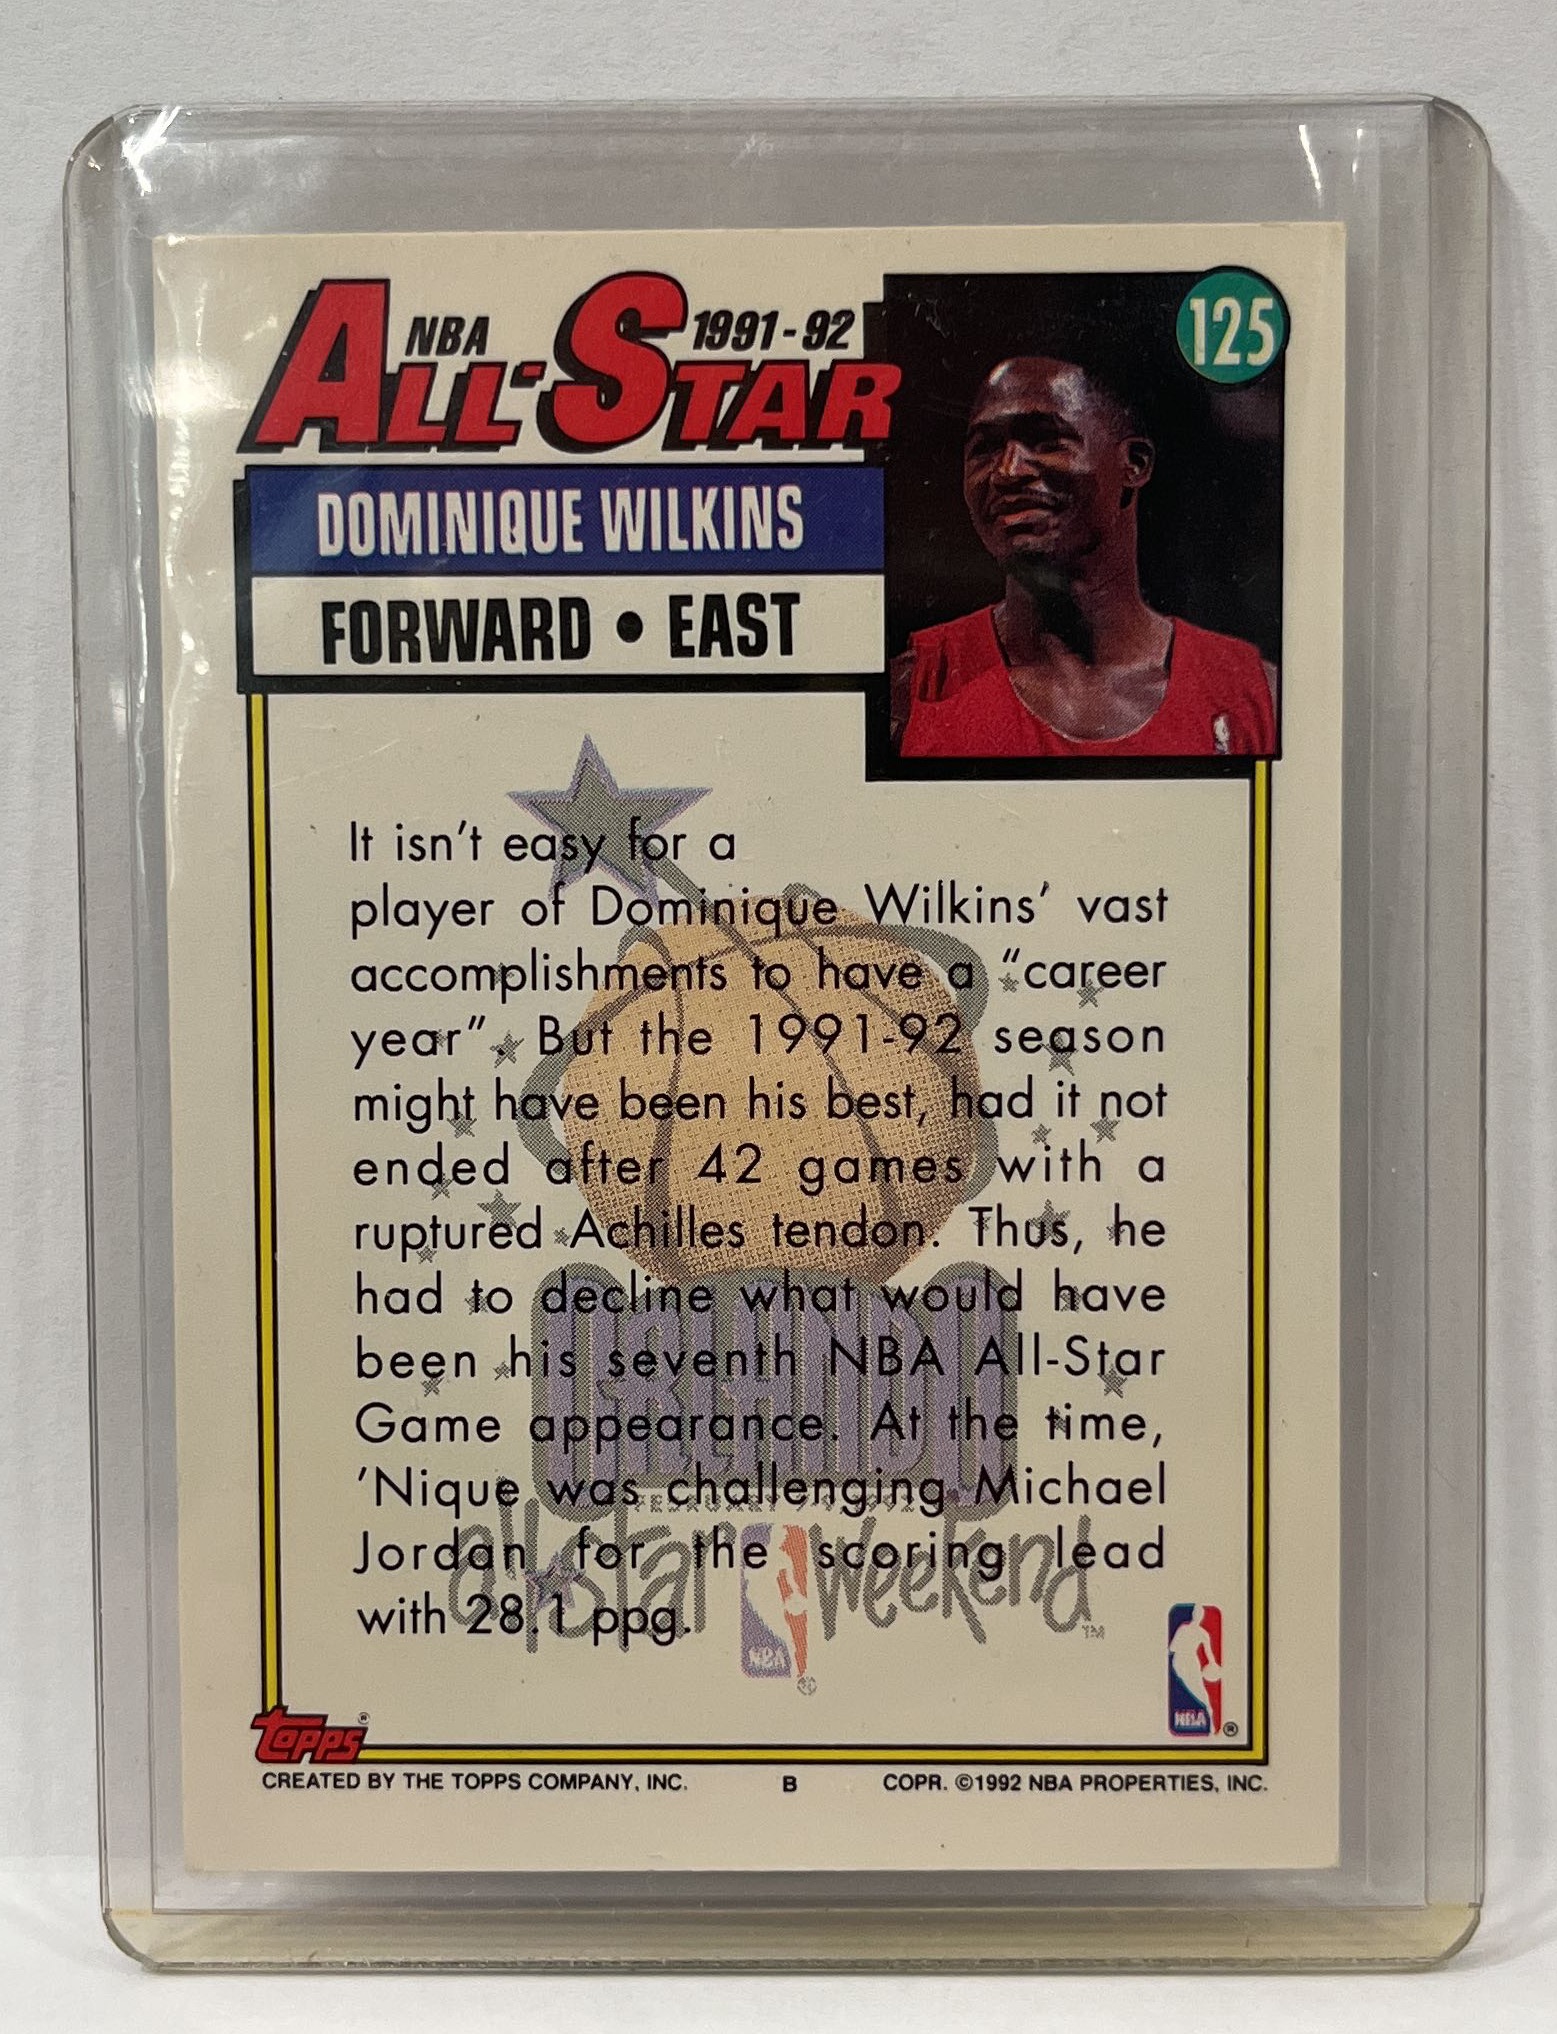 NBA 1991-92
ALL-STAR
125
DOMINIQUE WILKINS
FORWARD • EAST
It isn't easy for a
player of Dominique Wilkins' vast
accomplishments to have a "career
year". But the 1991-92 season
might have been his best, had it not
ended after 42 games with a
ruptured Achilles tendon. Thus, he
had to decline what would have
been his seventh NBA All-Star
Game appearance. At the time,
'Nique was challenging Michael
Jordan for the scoring lead
with 28.1 ppg.
ORLANDO
all star weekend ™
NBA ®
NBA ®
topps ®
CREATED BY THE TOPPS COMPANY, INC. B COPR. ©1992 NBA PROPERTIES, INC.